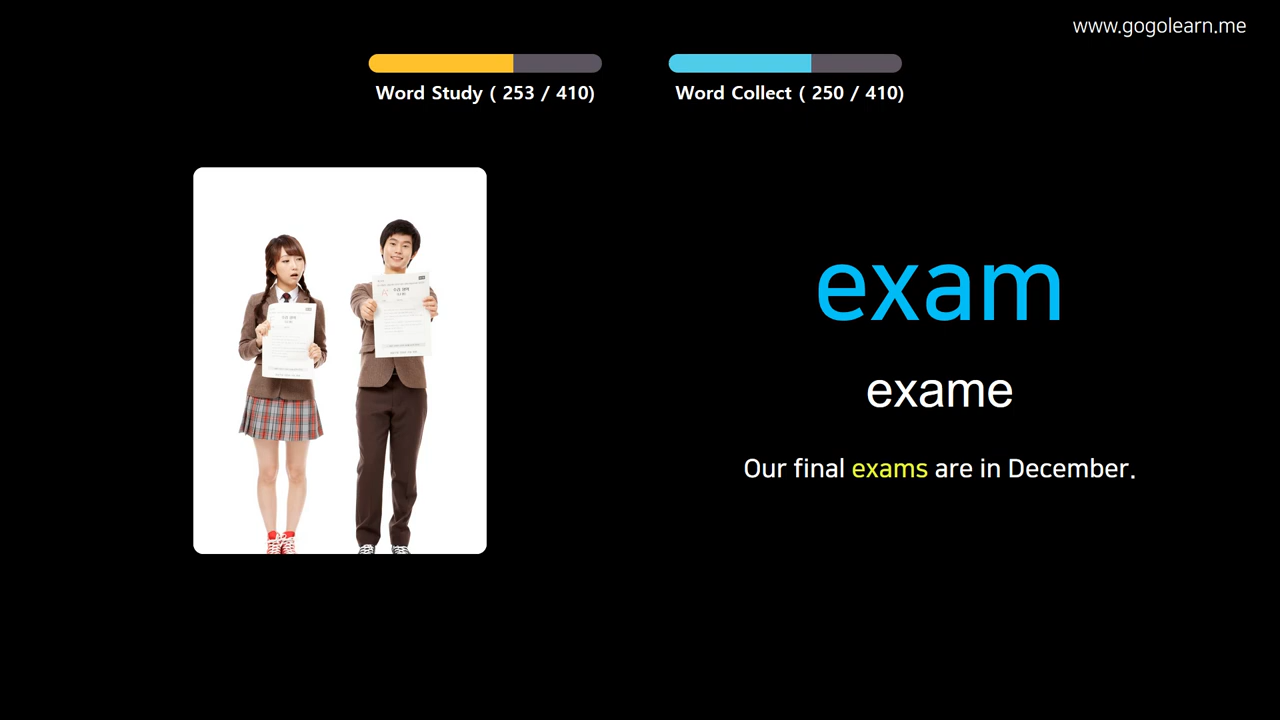 www.gogolearn.me
Word Study ( 253 / 410)
Word Collect ( 250 / 410)
exam
exame
Our final exams are in December.